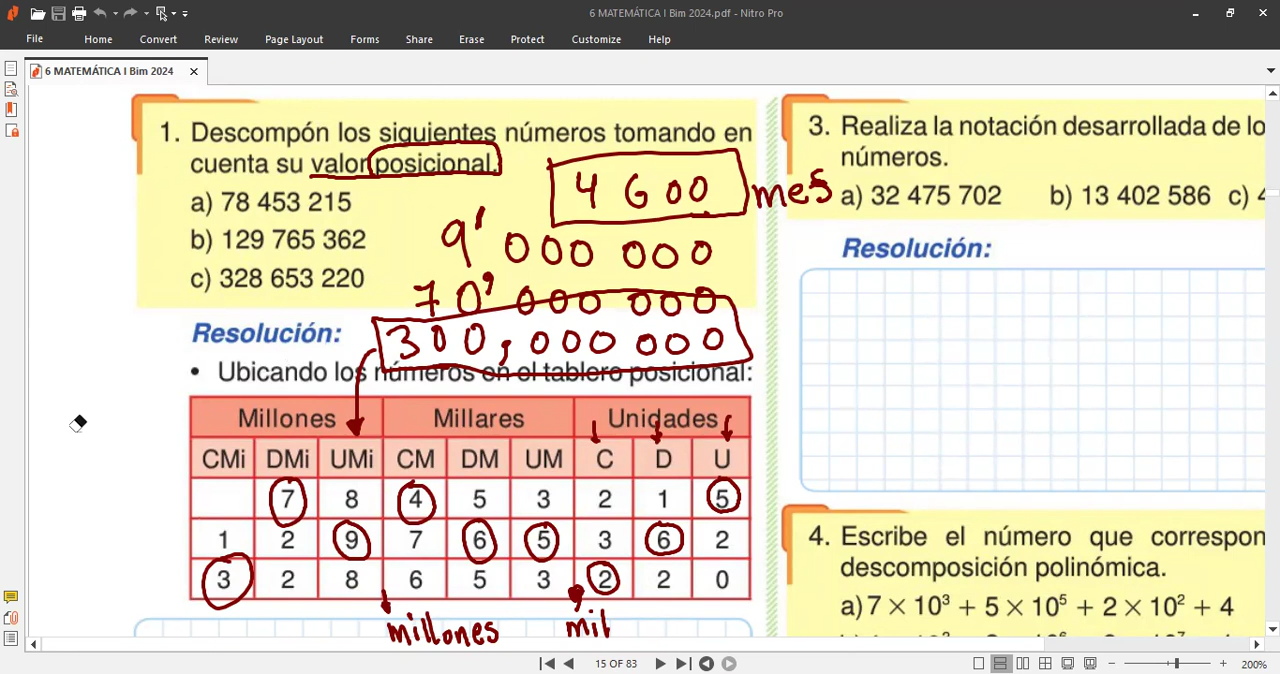 6 MATEMÁTICA I Bim 2024.pdf - Nitro Pro
File Home Convert Review Page Layout Forms Share Erase Protect Customize Help
6 MATEMÁTICA I Bim 2024
1. Descompón los siguientes números tomando en
cuenta su valor posicional.
a) 78 453 215
b) 129 765 362
c) 328 653 220
4 600 mes
9' 000 000
70' 000 000
300, 000 000
Resolución:
• Ubicando los números en el tablero posicional:
Millones Millares Unidades
CMi DMi UMi CM DM UM C D U
7 8 4 5 3 2 1 5
1 2 9 7 6 5 3 6 2
3 2 8 6 5 3 2 2 0
millones mil
3. Realiza la notación desarrollada de lo
números.
a) 32 475 702 b) 13 402 586 c) 4
Resolución:
4. Escribe el número que correspon
descomposición polinómica.
a) 7 × 10³ + 5 × 10⁵ + 2 × 10² + 4
15 OF 83
200%